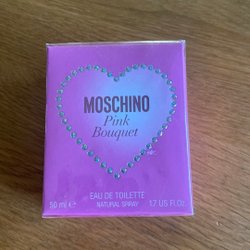 MOSCHINO
Pink
Bouquet
EAU DE TOILETTE
50 ml e NATURAL SPRAY 1.7 US FL.OZ.